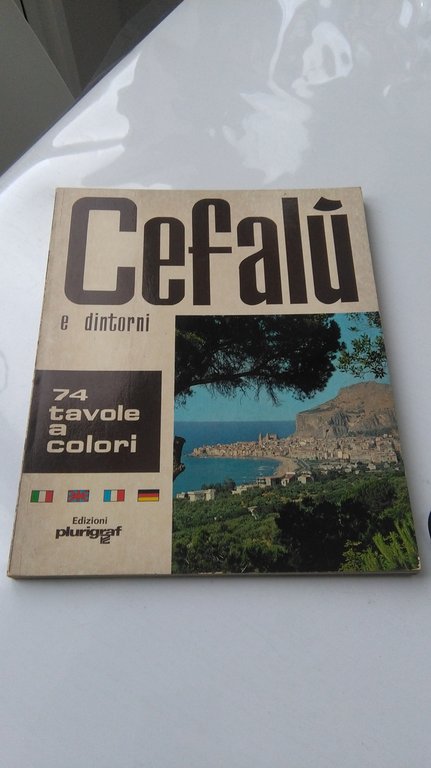 Cefalù
e dintorni
74
tavole
a
colori
Edizioni
plurigraf